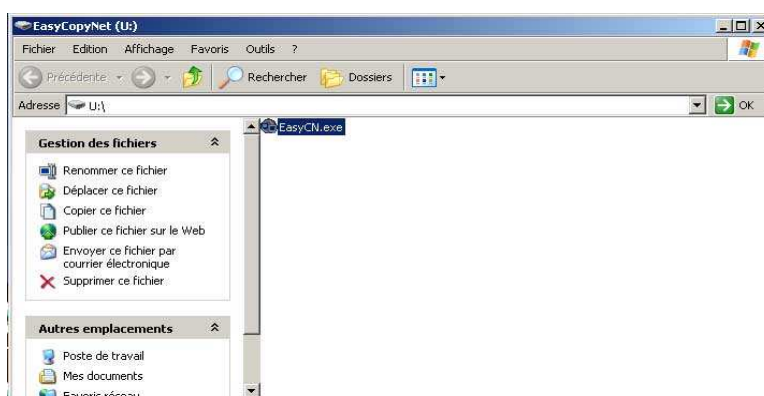 EasyCopyNet (U:)
Fichier Edition Affichage Favoris Outils ?
Précédente Rechercher Dossiers
Adresse U:\ OK
EasyCN.exe
Gestion des fichiers
Renommer ce fichier
Déplacer ce fichier
Copier ce fichier
Publier ce fichier sur le Web
Envoyer ce fichier par
courrier électronique
Supprimer ce fichier
Autres emplacements
Poste de travail
Mes documents
Favoris réseau